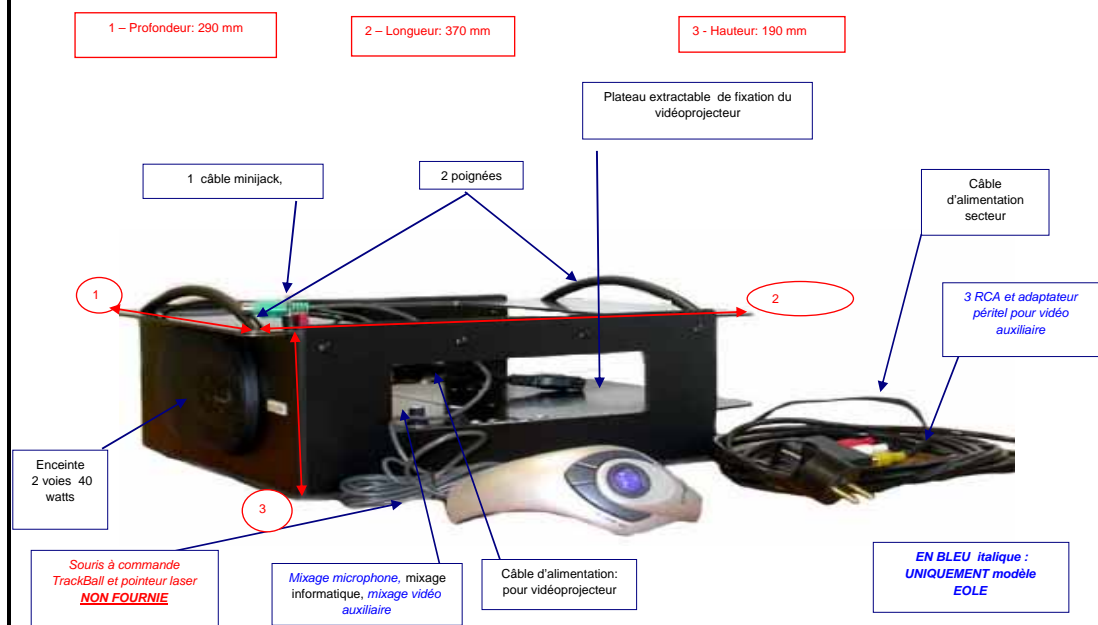 1 – Profondeur: 290 mm
2 – Longueur: 370 mm
3 - Hauteur: 190 mm
Plateau extractable de fixation du
vidéoprojecteur
1 câble minijack,
2 poignées
Câble
d'alimentation
secteur
1
2
3 RCA et adaptateur
péritel pour vidéo
auxiliaire
Enceinte
2 voies 40
watts
3
Souris à commande
TrackBall et pointeur laser
NON FOURNIE
Mixage microphone, mixage
informatique, mixage vidéo
auxiliaire
Câble d'alimentation:
pour vidéoprojecteur
EN BLEU italique :
UNIQUEMENT modèle
EOLE